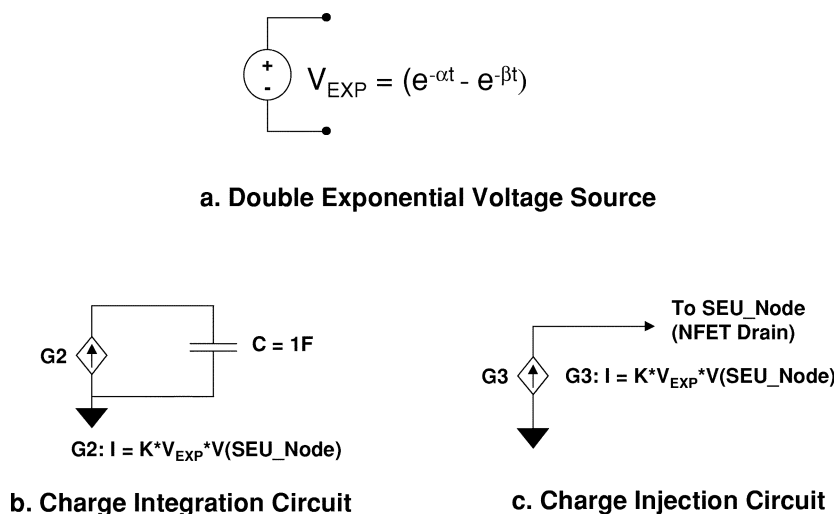 +
-
V_EXP = (e^-αt - e^-βt)
a. Double Exponential Voltage Source
G2
C = 1F
G2: I = K*V_EXP*V(SEU_Node)
b. Charge Integration Circuit
To SEU_Node
(NFET Drain)
G3
G3: I = K*V_EXP*V(SEU_Node)
c. Charge Injection Circuit